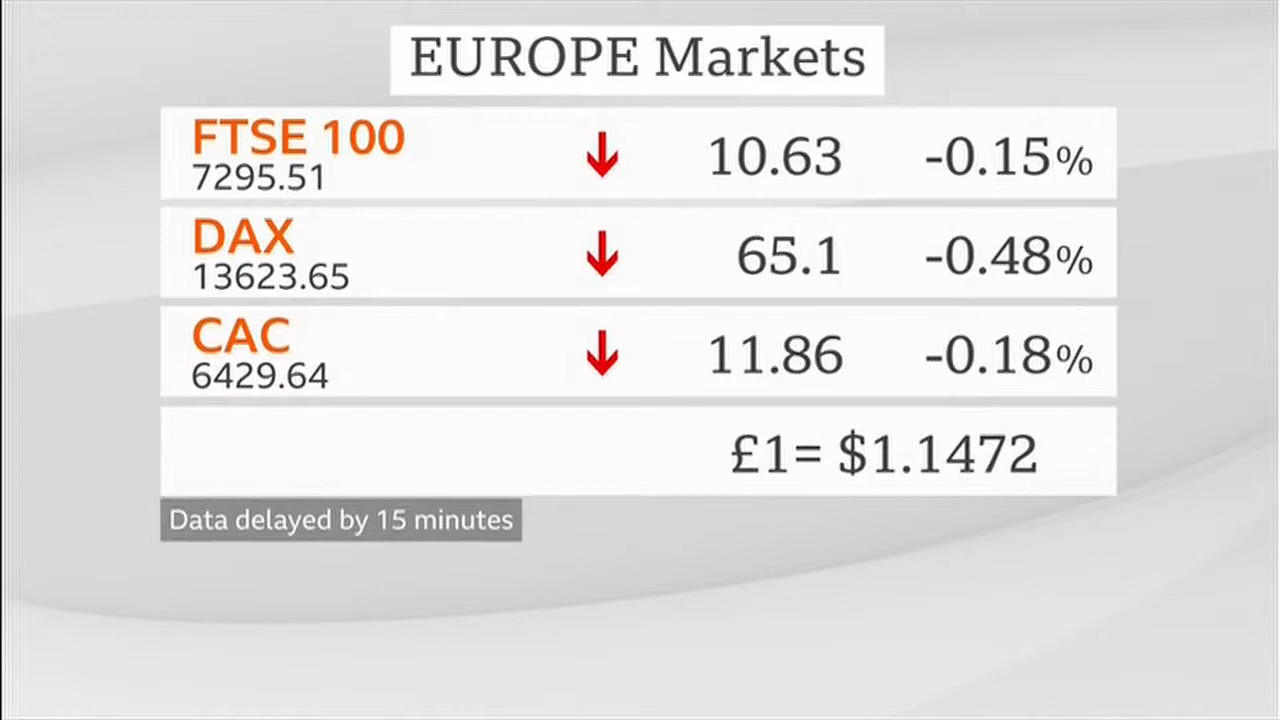 EUROPE Markets
FTSE 100
7295.51
10.63
-0.15%
DAX
13623.65
65.1
-0.48%
CAC
6429.64
11.86
-0.18%
£1= $1.1472
Data delayed by 15 minutes